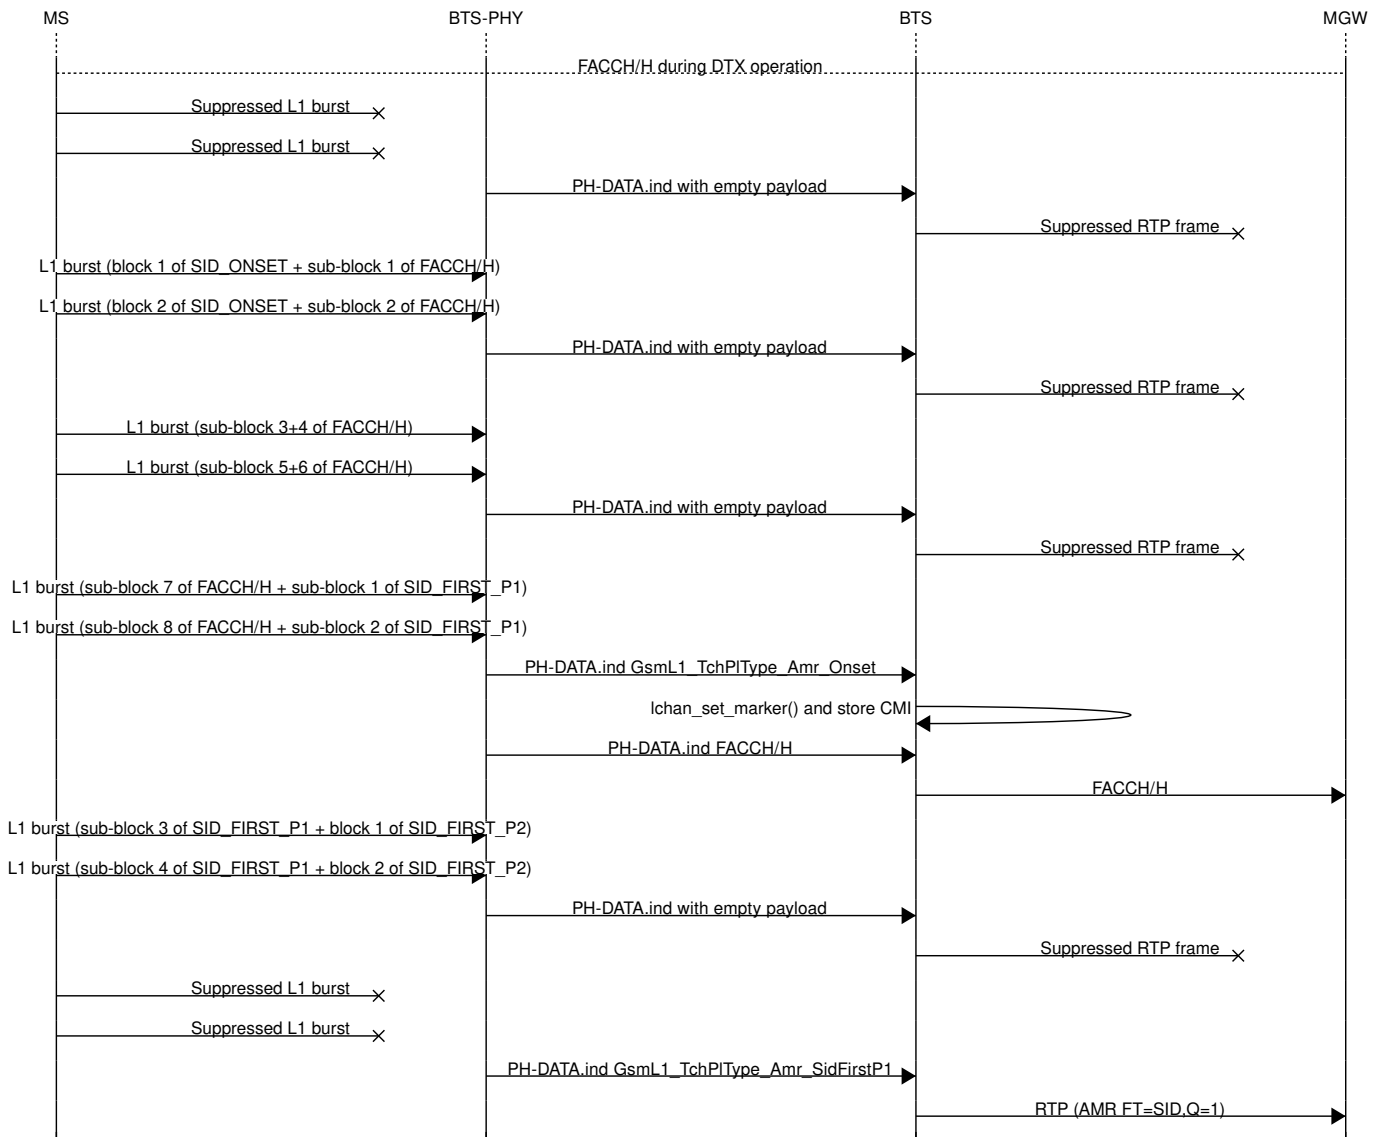 MS BTS-PHY BTS MGW
FACCH/H during DTX operation
Suppressed L1 burst
Suppressed L1 burst
PH-DATA.ind with empty payload
Suppressed RTP frame
L1 burst (block 1 of SID_ONSET + sub-block 1 of FACCH/H)
L1 burst (block 2 of SID_ONSET + sub-block 2 of FACCH/H)
PH-DATA.ind with empty payload
Suppressed RTP frame
L1 burst (sub-block 3+4 of FACCH/H)
L1 burst (sub-block 5+6 of FACCH/H)
PH-DATA.ind with empty payload
Suppressed RTP frame
L1 burst (sub-block 7 of FACCH/H + sub-block 1 of SID_FIRST_P1)
L1 burst (sub-block 8 of FACCH/H + sub-block 2 of SID_FIRST_P1)
PH-DATA.ind GsmL1_TchPlType_Amr_Onset
lchan_set_marker() and store CMI
PH-DATA.ind FACCH/H
FACCH/H
L1 burst (sub-block 3 of SID_FIRST_P1 + block 1 of SID_FIRST_P2)
L1 burst (sub-block 4 of SID_FIRST_P1 + block 2 of SID_FIRST_P2)
PH-DATA.ind with empty payload
Suppressed RTP frame
Suppressed L1 burst
Suppressed L1 burst
PH-DATA.ind GsmL1_TchPlType_Amr_SidFirstP1
RTP (AMR FT=SID,Q=1)